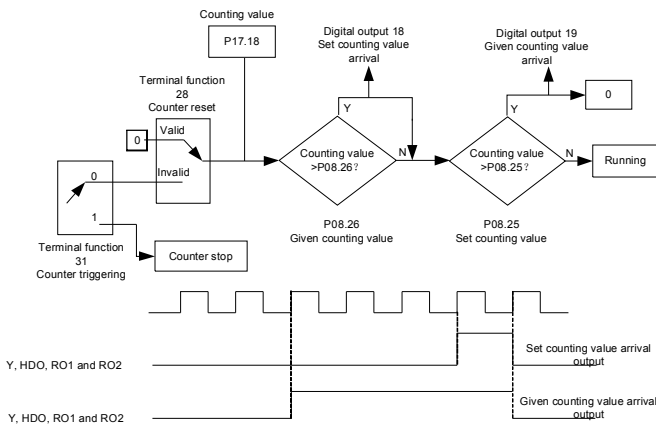 Counting value
P17.18
Digital output 18
Set counting value
arrival
Digital output 19
Given counting value
arrival
Terminal function
28
Counter reset
0
Valid
Invalid
Y
Counting value
>P08.26?
N
Y
Counting value
>P08.25?
N
0
Running
0
1
P08.26
Given counting value
P08.25
Set counting value
Terminal function
31
Counter triggering
Counter stop
Y, HDO, RO1 and RO2
Set counting value arrival
output
Y, HDO, RO1 and RO2
Given counting value arrival
output